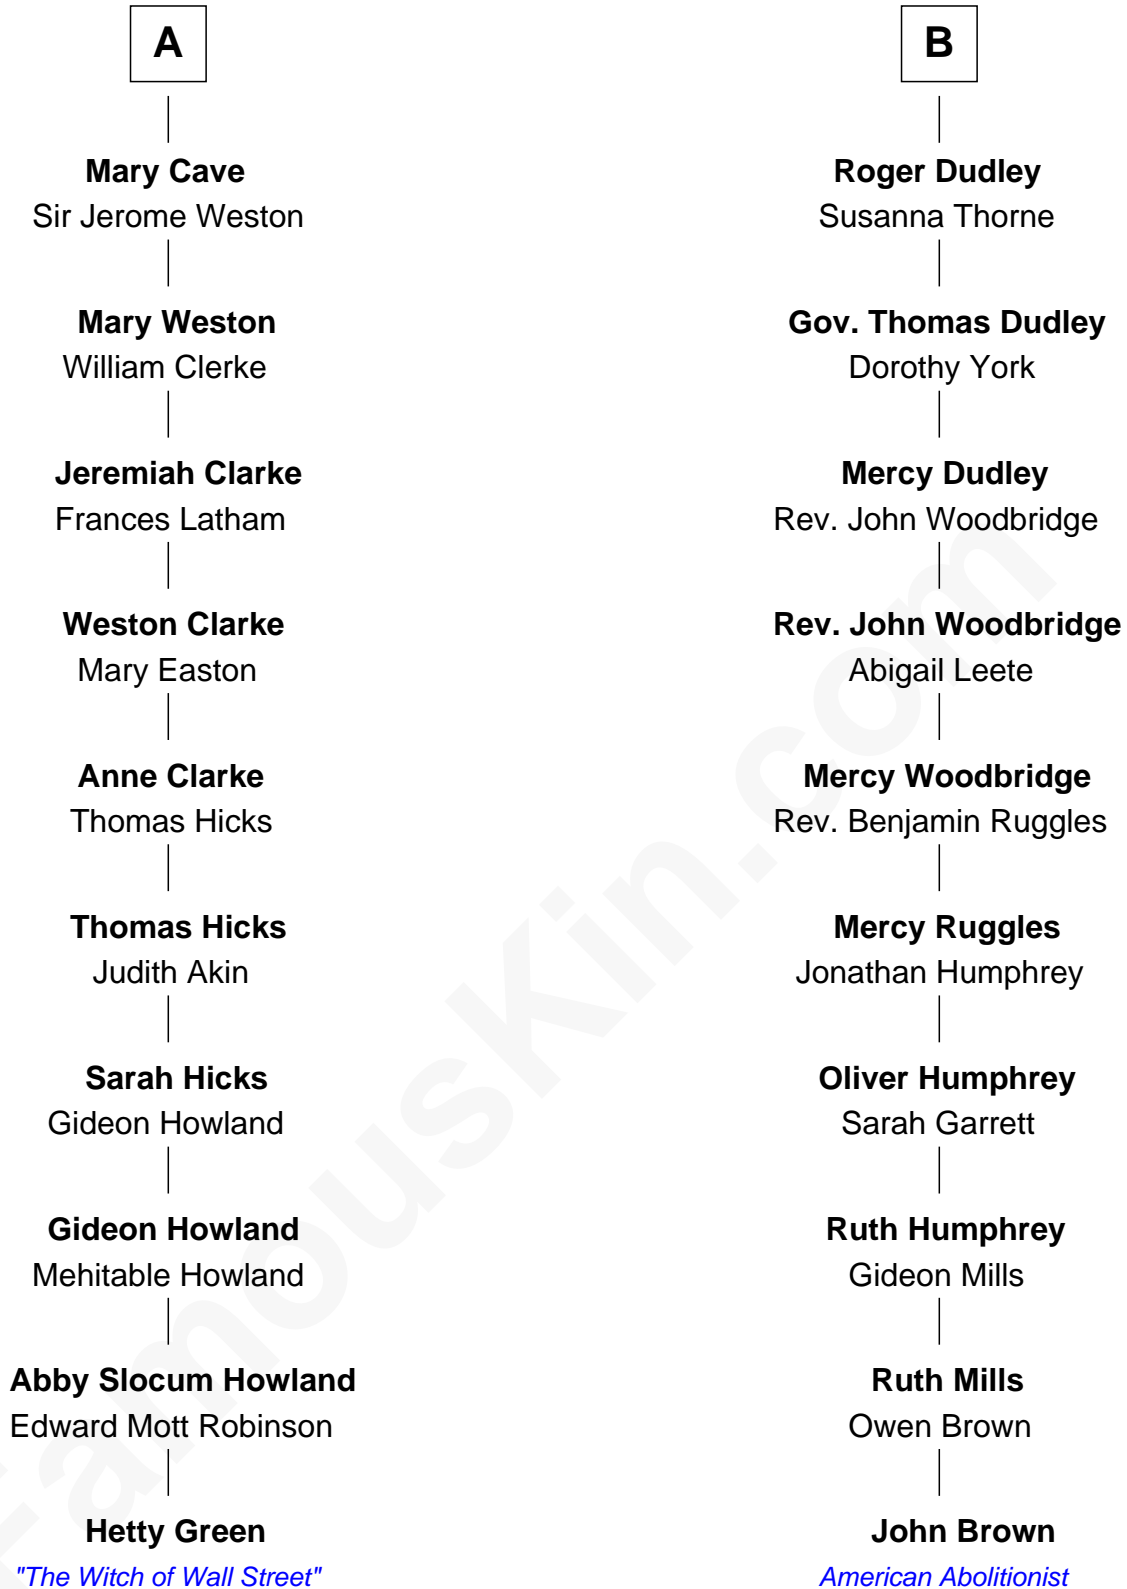 A
Mary Cave
Sir Jerome Weston
Mary Weston
William Clerke
Jeremiah Clarke
Frances Latham
Weston Clarke
Mary Easton
Anne Clarke
Thomas Hicks
Thomas Hicks
Judith Akin
Sarah Hicks
Gideon Howland
Gideon Howland
Mehitable Howland
Abby Slocum Howland
Edward Mott Robinson
Hetty Green
"The Witch of Wall Street"
B
Roger Dudley
Susanna Thorne
Gov. Thomas Dudley
Dorothy York
Mercy Dudley
Rev. John Woodbridge
Rev. John Woodbridge
Abigail Leete
Mercy Woodbridge
Rev. Benjamin Ruggles
Mercy Ruggles
Jonathan Humphrey
Oliver Humphrey
Sarah Garrett
Ruth Humphrey
Gideon Mills
Ruth Mills
Owen Brown
John Brown
American Abolitionist
FamousKin.com